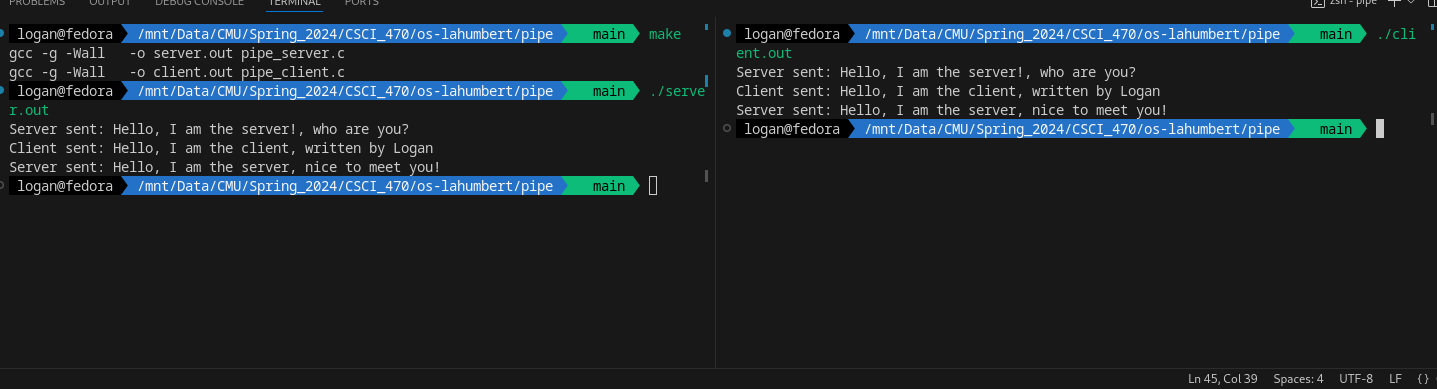 PROBLEMS OUTPUT DEBUG CONSOLE TERMINAL PORTS zsh - pipe
logan@fedora /mnt/Data/CMU/Spring_2024/CSCI_470/os-lahumbert/pipe main make
gcc -g -Wall   -o server.out pipe_server.c
gcc -g -Wall   -o client.out pipe_client.c
logan@fedora /mnt/Data/CMU/Spring_2024/CSCI_470/os-lahumbert/pipe main ./serve
r.out
Server sent: Hello, I am the server!, who are you?
Client sent: Hello, I am the client, written by Logan
Server sent: Hello, I am the server, nice to meet you!
logan@fedora /mnt/Data/CMU/Spring_2024/CSCI_470/os-lahumbert/pipe main
logan@fedora /mnt/Data/CMU/Spring_2024/CSCI_470/os-lahumbert/pipe main ./cli
ent.out
Server sent: Hello, I am the server!, who are you?
Client sent: Hello, I am the client, written by Logan
Server sent: Hello, I am the server, nice to meet you!
logan@fedora /mnt/Data/CMU/Spring_2024/CSCI_470/os-lahumbert/pipe main
Ln 45, Col 39 Spaces: 4 UTF-8 LF {}